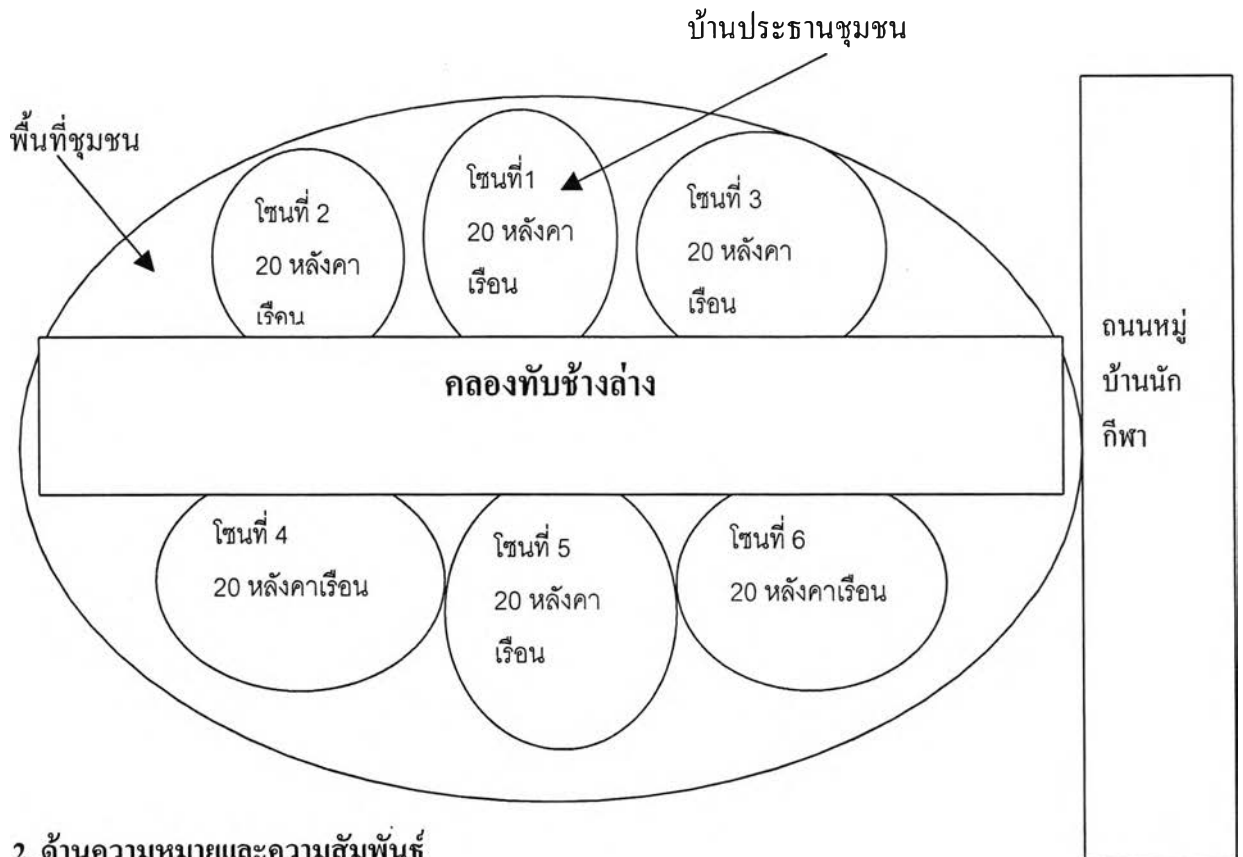 บ้านประธานชุมชน
พื้นที่ชุมชน
โซนที่ 2
20 หลังคา
เรือน
โซนที่1
20 หลังคา
เรือน
โซนที่ 3
20 หลังคา
เรือน
คลองทับช้างล่าง
ถนนหมู่
บ้านนัก
กีฬา
โซนที่ 4
20 หลังคาเรือน
โซนที่ 5
20 หลังคา
เรือน
โซนที่ 6
20 หลังคาเรือน
2. ด้านความหมายและความสัมพันธ์